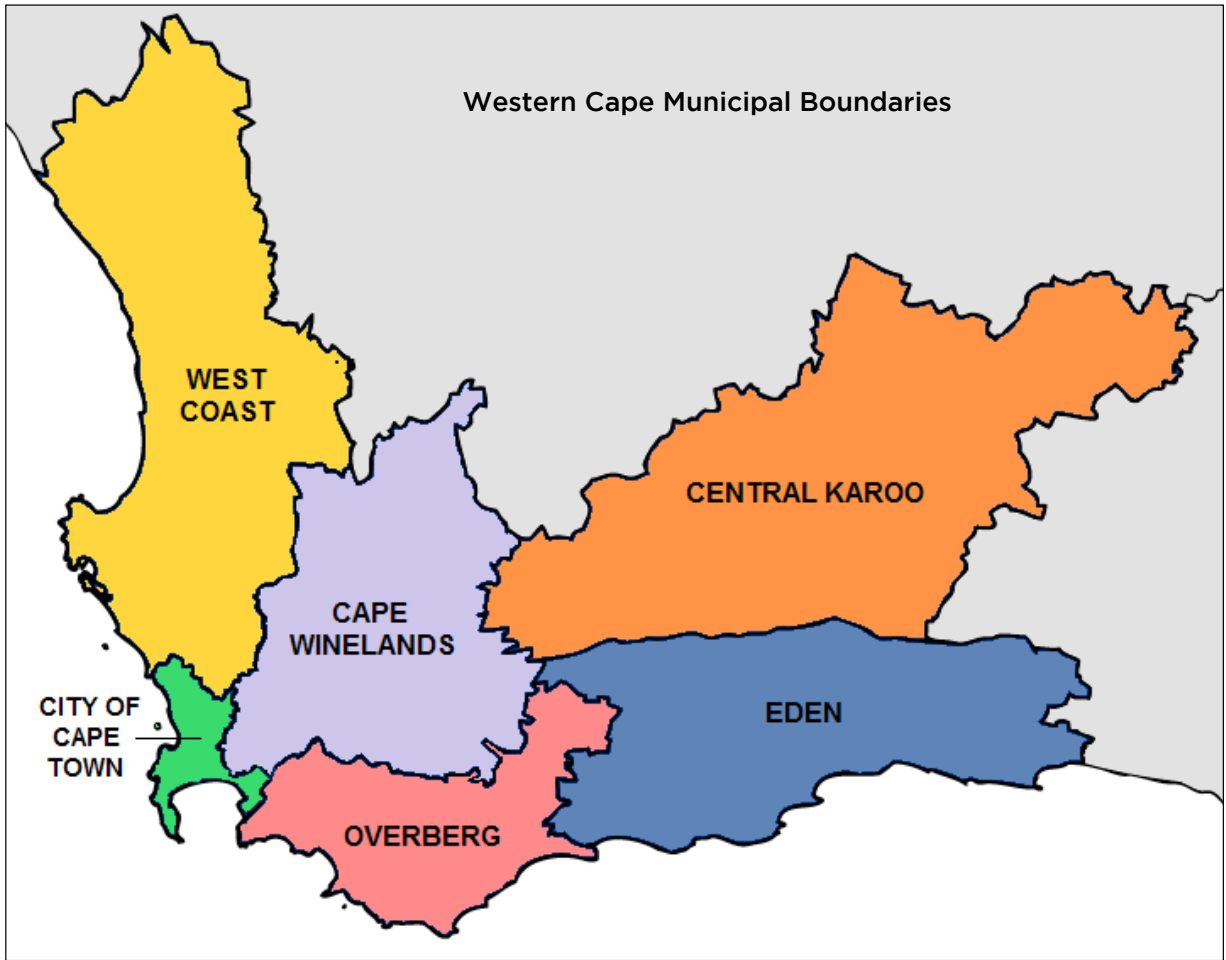 Western Cape Municipal Boundaries
WEST
COAST
CENTRAL KAROO
CAPE
WINELANDS
CITY OF
CAPE
TOWN
EDEN
OVERBERG